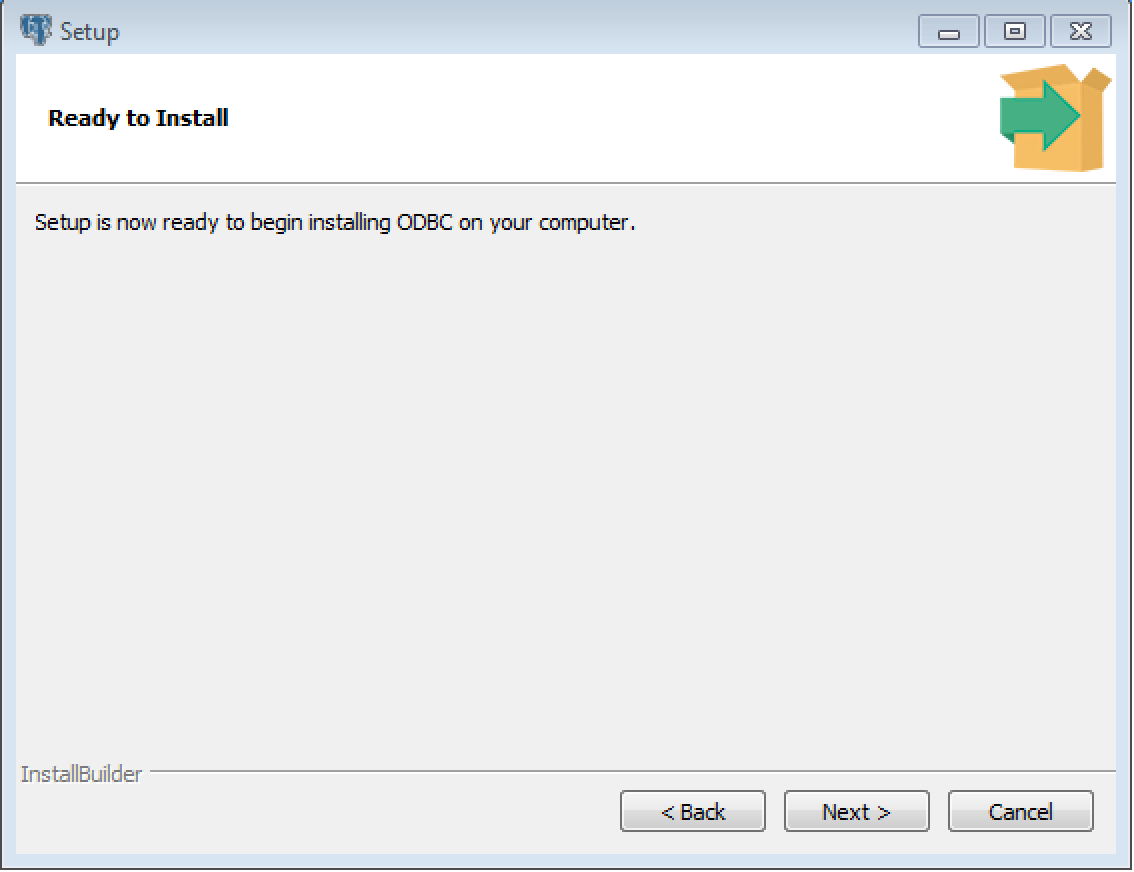 Setup
Ready to Install
Setup is now ready to begin installing ODBC on your computer.
InstallBuilder
< Back
Next >
Cancel